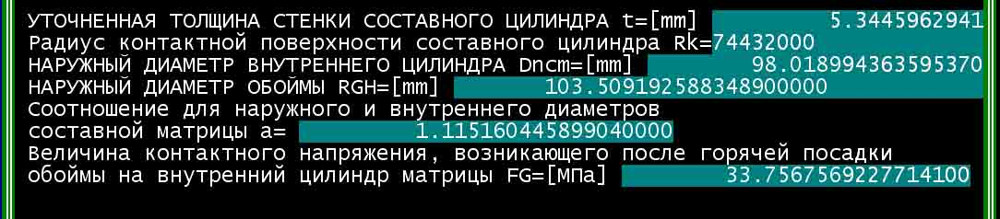 УТОЧНЕННАЯ ТОЛЩИНА СТЕНКИ СОСТАВНОГО ЦИЛИНДРА t=[mm] 5.3445962941
Радиус контактной поверхности составного цилиндра Rk=74432000
НАРУЖНЫЙ ДИАМЕТР ВНУТРЕННЕГО ЦИЛИНДРА Dncm=[mm] 98.018994363595370
НАРУЖНЫЙ ДИАМЕТР ОБОЙМЫ RGH=[mm] 103.509192588348900000
Соотношение для наружного и внутреннего диаметров
составной матрицы a= 1.115160445899040000
Величина контактного напряжения, возникающего после горячей посадки
обоймы на внутренний цилиндр матрицы FG=[МПа] 33.7567569227714100